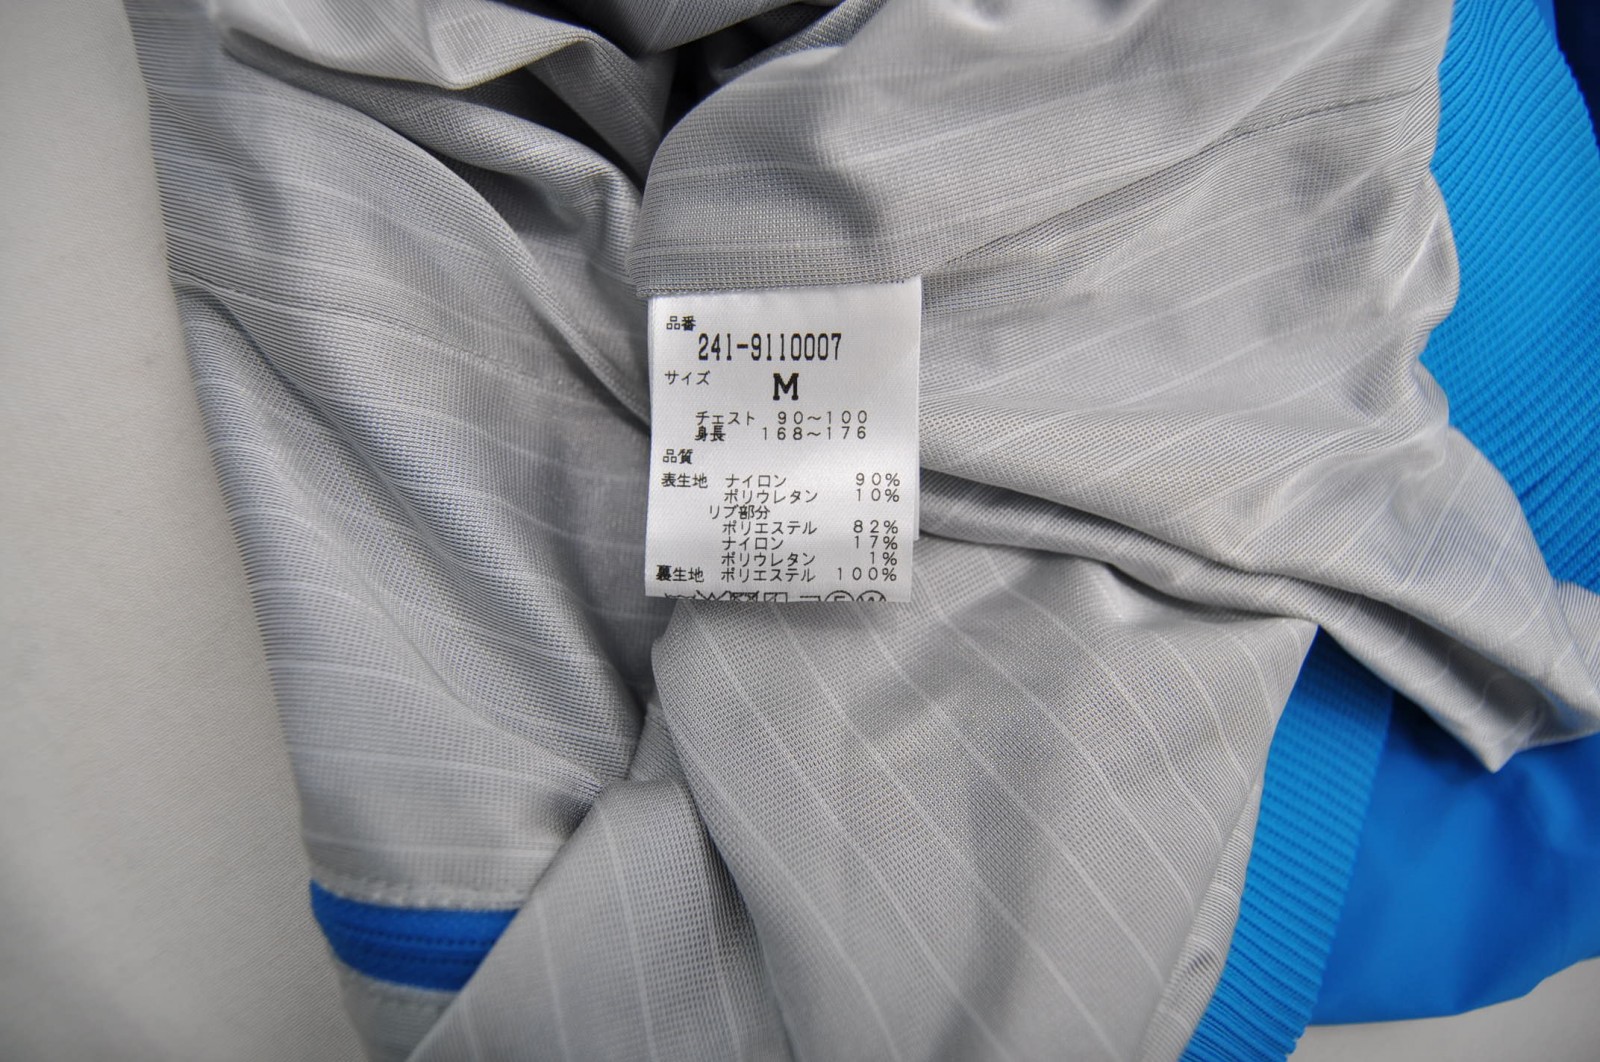 品番
241-9110007
サイズ M
チェスト 90～100
身長 168～176
品質
表生地 ナイロン 90%
ポリウレタン 10%
リブ部分
ポリエステル 82%
ナイロン 17%
ポリウレタン 1%
裏生地 ポリエステル 100%